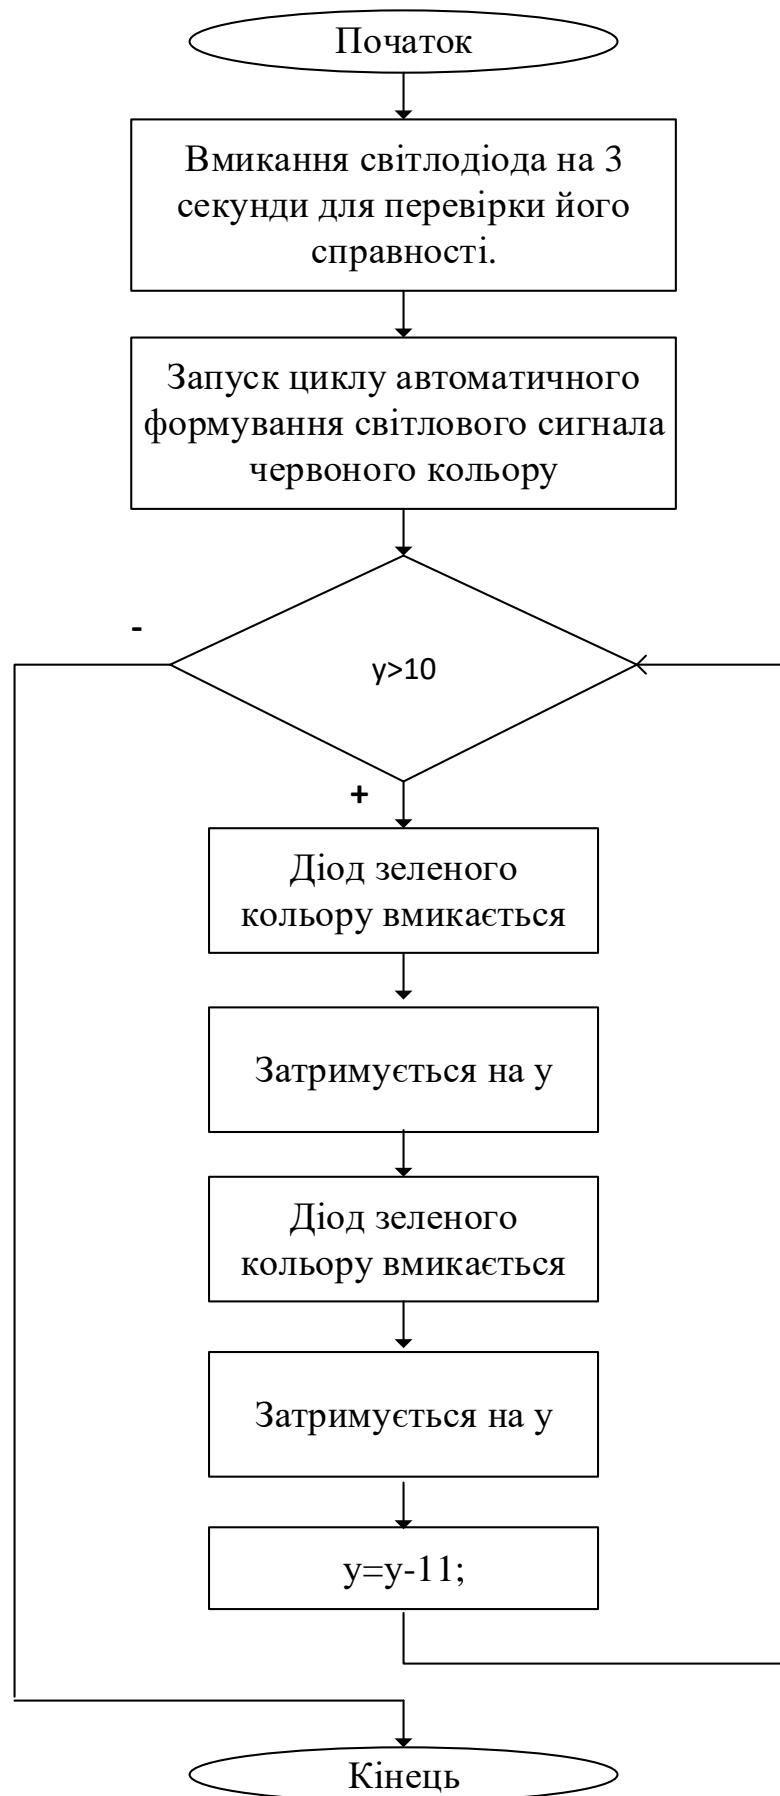 Початок
Вмикання світлодіода на 3
секунди для перевірки його
справності.
Запуск циклу автоматичного
формування світлового сигнала
червоного кольору
-
y>10
+
Діод зеленого
кольору вмикається
Затримується на y
Діод зеленого
кольору вмикається
Затримується на y
y=y-11;
Кінець